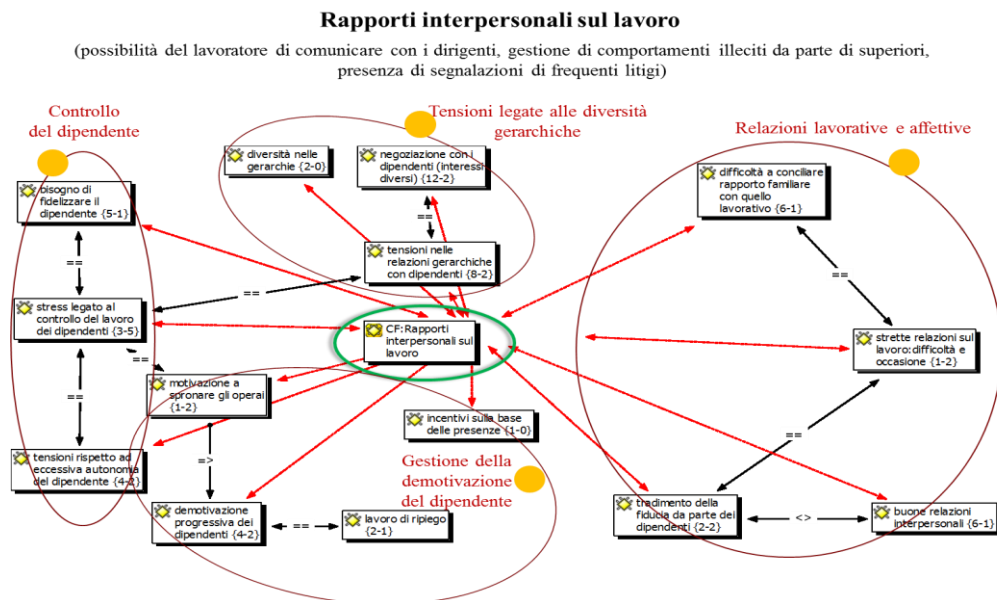 Rapporti interpersonali sul lavoro
(possibilità del lavoratore di comunicare con i dirigenti, gestione di comportamenti illeciti da parte di superiori,
presenza di segnalazioni di frequenti litigi)
Controllo
del dipendente
Tensioni legate alle diversità
gerarchiche
Relazioni lavorative e affettive
diversità nelle
gerarchie {2-0}
negoziazione con i
dipendenti (interessi
diversi) {12-2}
difficoltà a conciliare
rapporto familiare
con quello
lavorativo {6-1}
bisogno di
fidelizzare il
dipendente {5-1}
==
==
tensioni nelle
relazioni gerarchiche
con dipendenti {8-2}
==
==
stress legato al
controllo del lavoro
dei dipendenti {3-5}
CF:Rapporti
interpersonali sul
lavoro
strette relazioni sul
lavoro:difficoltà e
occasione {1-2}
==
motivazione a
spronare gli operai
{1-2}
==
incentivi sulla base
delle presenze {1-0}
==
tensioni rispetto ad
eccessiva autonomia
del dipendente {4-2}
=>
Gestione della
demotivazione
del dipendente
demotivazione
progressiva dei
dipendenti {4-2}
==
lavoro di ripiego
{2-1}
tradimento della
fiducia da parte dei
dipendenti {2-2}
<>
buone relazioni
interpersonali {6-1}